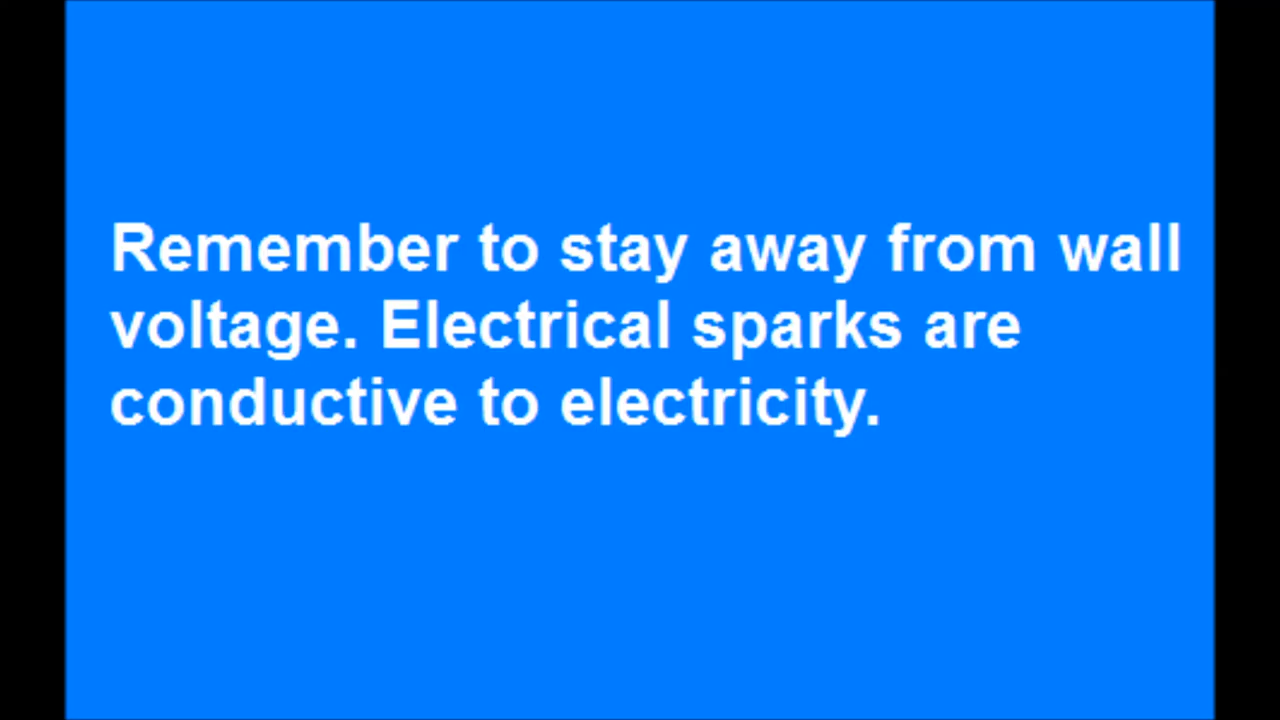 Remember to stay away from wall
voltage. Electrical sparks are
conductive to electricity.